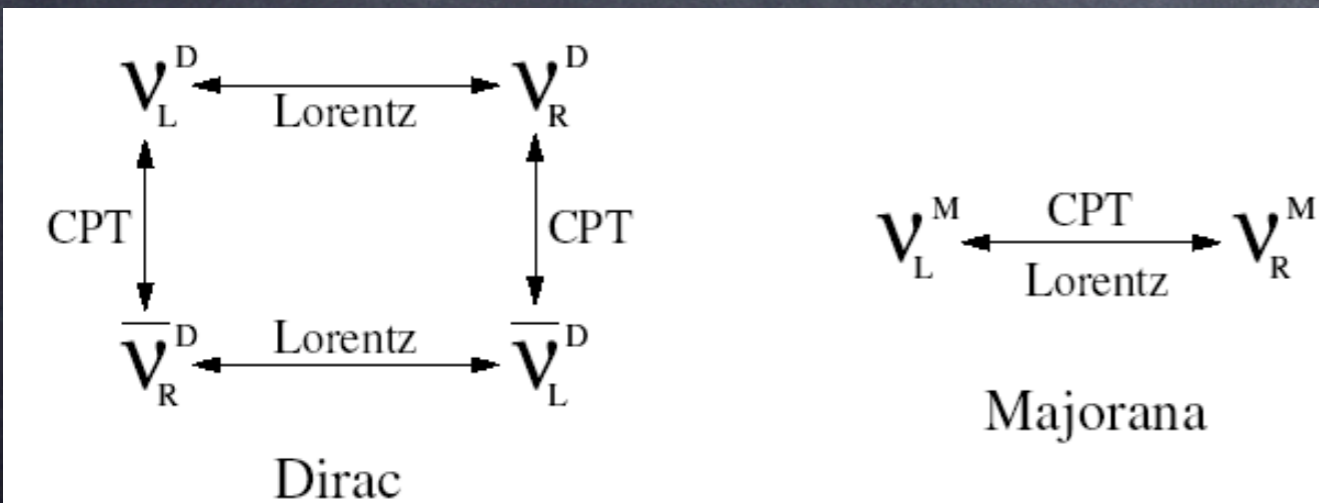 ν_L^D Lorentz ν_R^D
CPT CPT
ν̅_R^D Lorentz ν̅_L^D
Dirac
ν_L^M CPT ν_R^M
Lorentz
Majorana